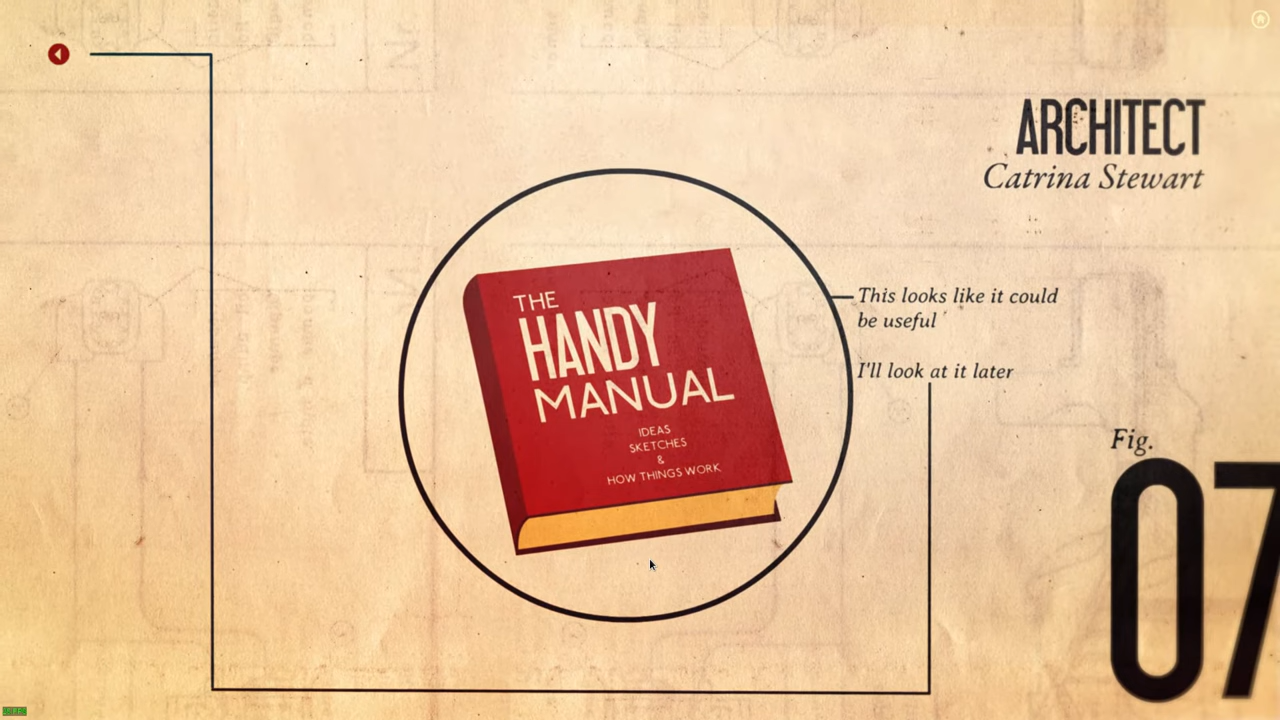 ARCHITECT
Catrina Stewart
THE
HANDY
MANUAL
IDEAS
SKETCHES
&
HOW THINGS WORK
This looks like it could
be useful
I'll look at it later
Fig.
07